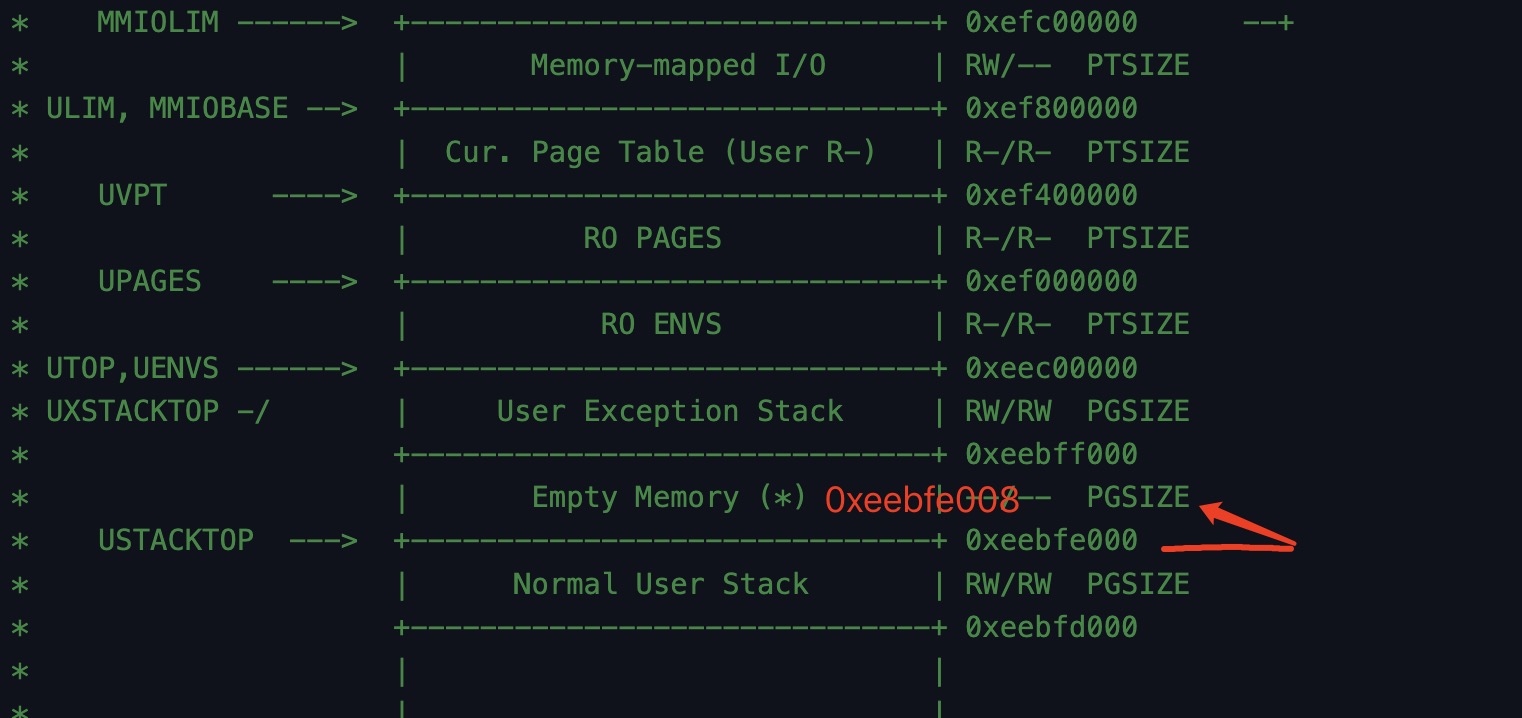 *    MMIOLIM ------>  +------------------------------+ 0xefc00000      --+
*                     |       Memory-mapped I/O      | RW/--  PTSIZE
* ULIM, MMIOBASE -->  +------------------------------+ 0xef800000
*                     |  Cur. Page Table (User R-)   | R-/R-  PTSIZE
*    UVPT      ---->  +------------------------------+ 0xef400000
*                     |          RO PAGES            | R-/R-  PTSIZE
*    UPAGES    ---->  +------------------------------+ 0xef000000
*                     |           RO ENVS            | R-/R-  PTSIZE
* UTOP,UENVS ------>  +------------------------------+ 0xeec00000
* UXSTACKTOP -/       |     User Exception Stack     | RW/RW  PGSIZE
*                     +------------------------------+ 0xeebff000
*                     |       Empty Memory (*) 0xeebfe008 | --/--  PGSIZE
*    USTACKTOP  --->  +------------------------------+ 0xeebfe000
*                     |      Normal User Stack       | RW/RW  PGSIZE
*                     +------------------------------+ 0xeebfd000
*                     |                              |
*                     |                              |